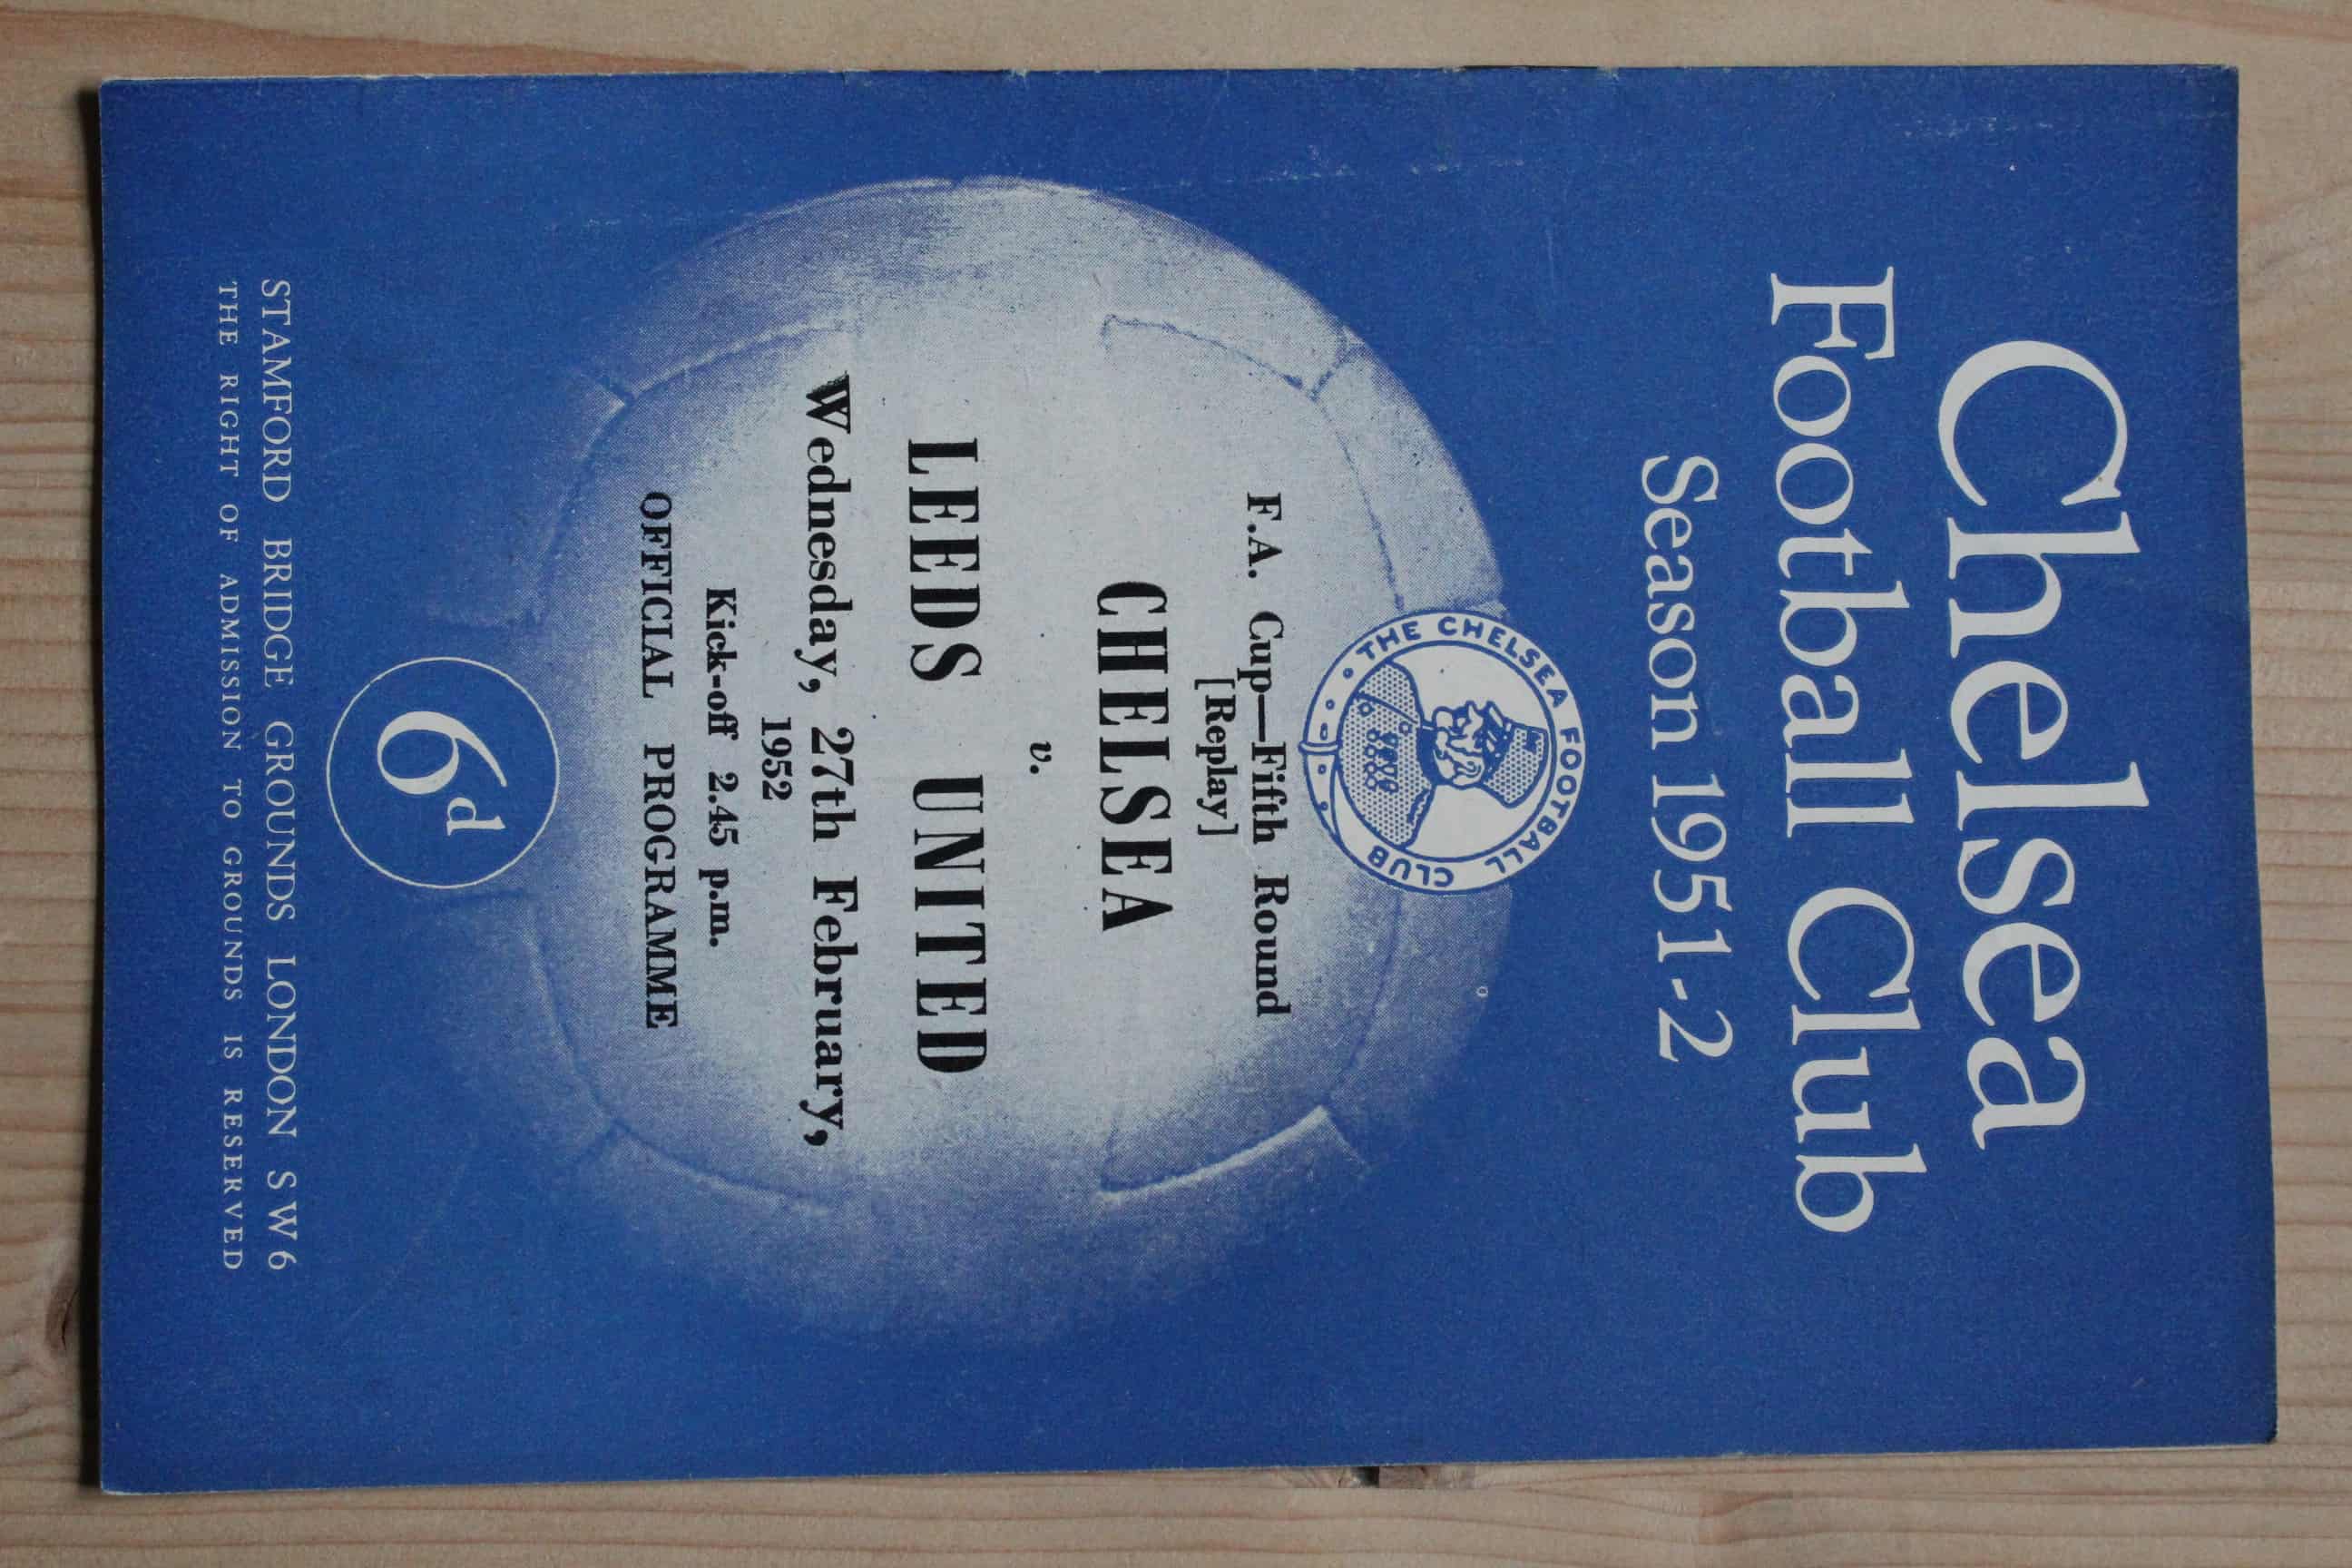 Chelsea
Football Club
Season 1951-2
THE CHELSEA FOOTBALL CLUB
F.A. Cup—Fifth Round
[Replay]
CHELSEA
v.
LEEDS UNITED
Wednesday, 27th February,
1952
Kick-off 2.45 p.m.
OFFICIAL PROGRAMME
6d
STAMFORD BRIDGE GROUNDS LONDON S W 6
THE RIGHT OF ADMISSION TO GROUNDS IS RESERVED